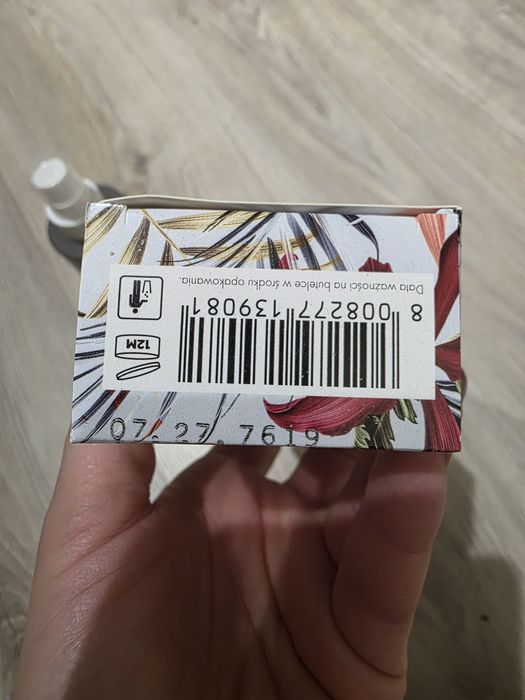 Data ważności na butelce w środku opakowania.
8 008277 139081
12M
07. 27. 7619